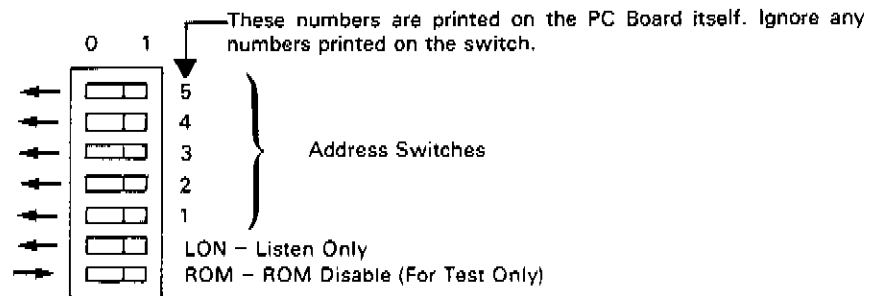 These numbers are printed on the PC Board itself. Ignore any
numbers printed on the switch.
0 1
5
4
3
Address Switches
2
1
LON – Listen Only
ROM – ROM Disable (For Test Only)